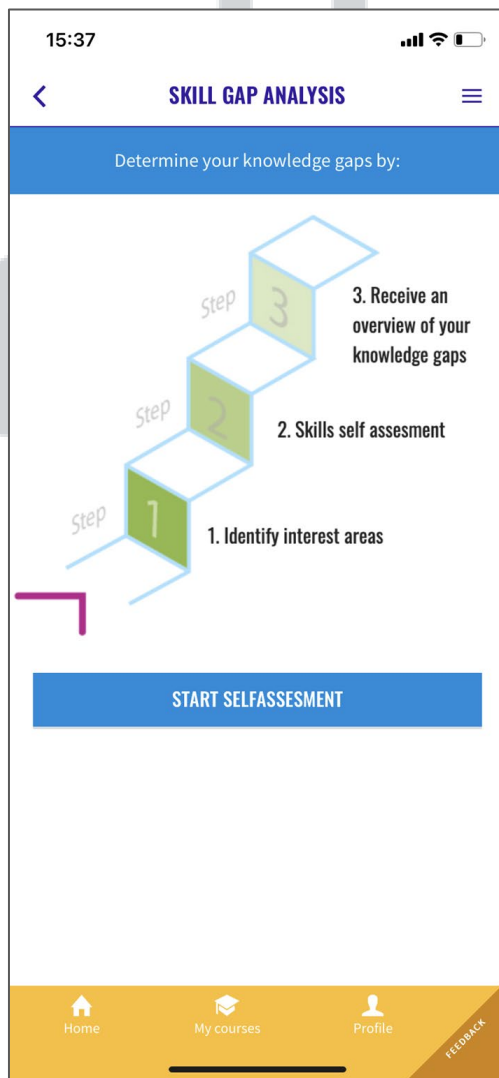 15:37
SKILL GAP ANALYSIS
Determine your knowledge gaps by:
Step
3
3. Receive an
overview of your
knowledge gaps
Step
2
2. Skills self assesment
Step
1
1. Identify interest areas
START SELFASSESMENT
Home
My courses
Profile
FEEDBACK